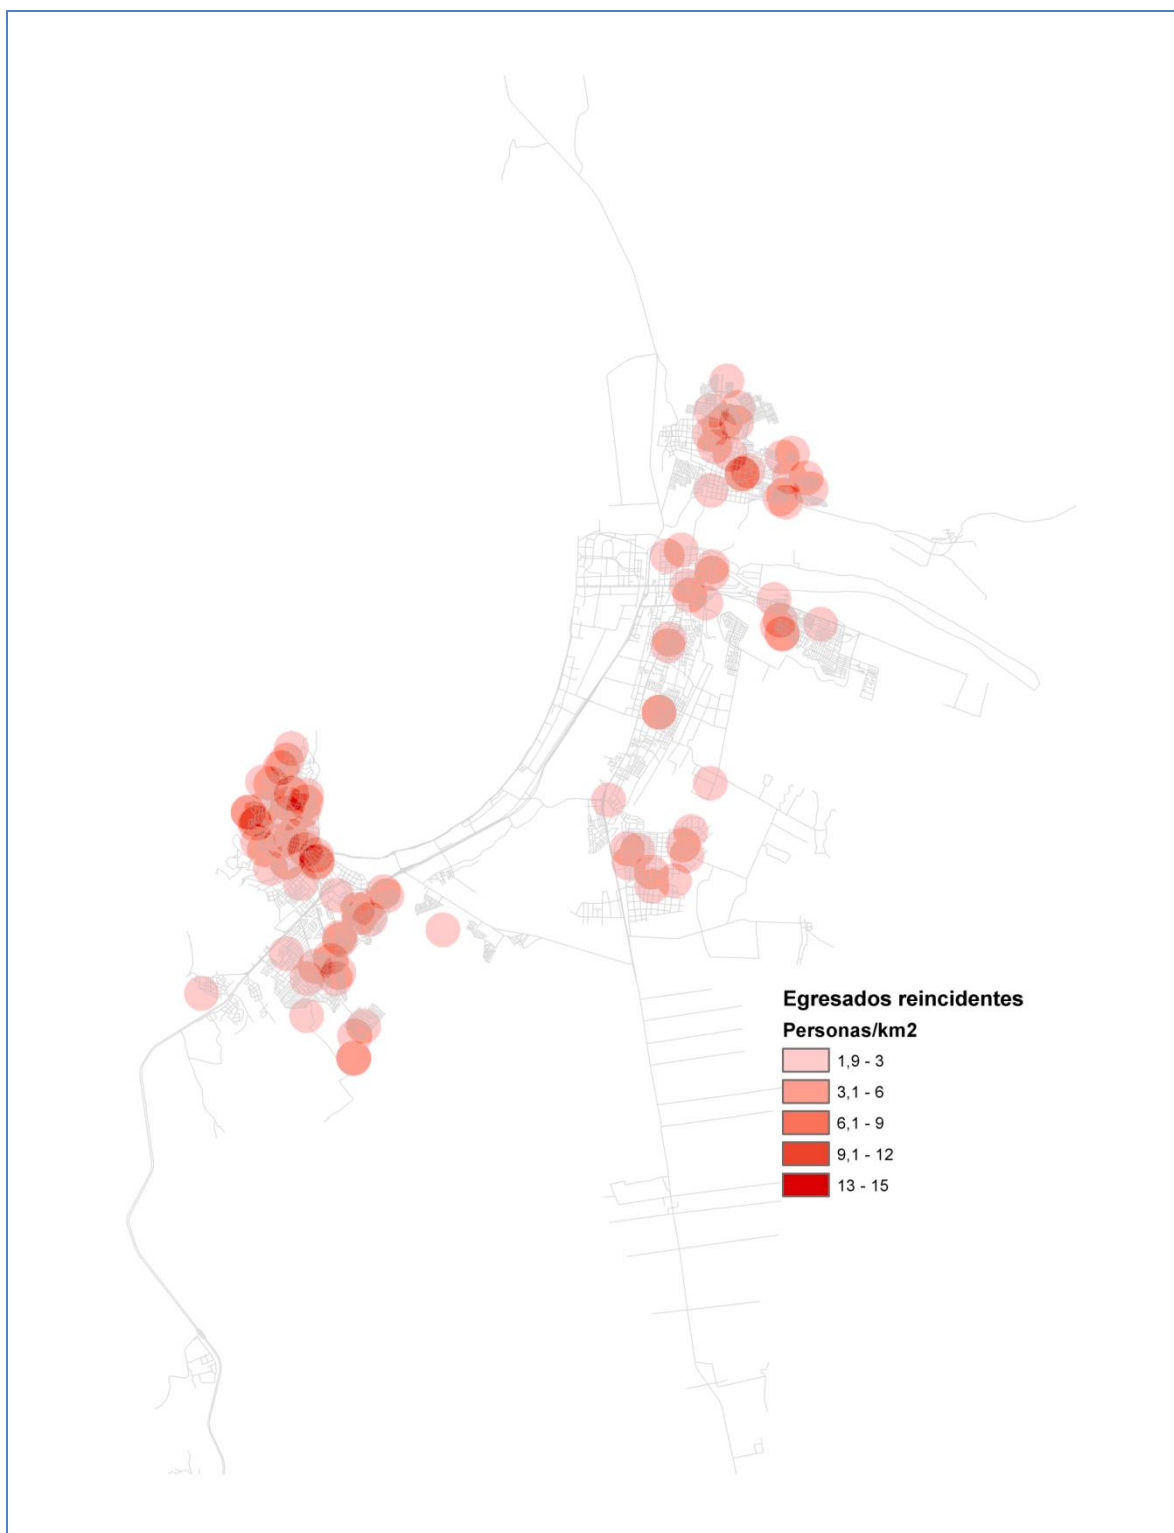 Egresados reincidentes
Personas/km2
1,9 - 3
3,1 - 6
6,1 - 9
9,1 - 12
13 - 15